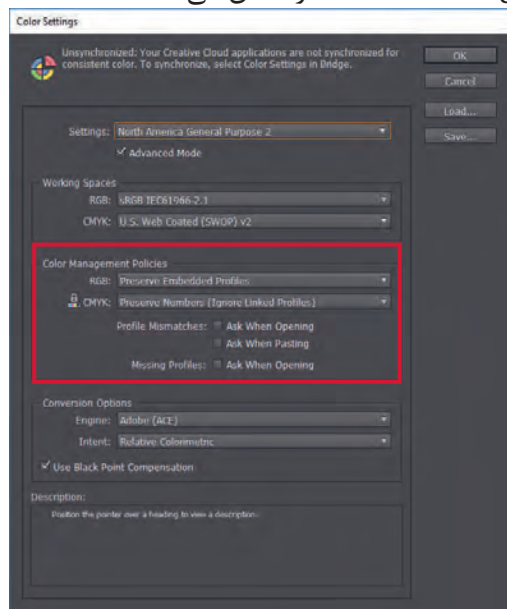 Color Settings
Unsynchronized: Your Creative Cloud applications are not synchronized for
consistent color. To synchronize, select Color Settings in Bridge.
OK
Cancel
Load...
Save...
Settings: North America General Purpose 2
Advanced Mode
Working Spaces
RGB: sRGB IEC61966-2.1
CMYK: U.S. Web Coated (SWOP) v2
Color Management Policies
RGB: Preserve Embedded Profiles
CMYK: Preserve Numbers (Ignore Linked Profiles)
Profile Mismatches: Ask When Opening
Ask When Pasting
Missing Profiles: Ask When Opening
Conversion Options
Engine: Adobe (ACE)
Intent: Relative Colorimetric
Use Black Point Compensation
Description:
Position the pointer over a heading to view a description.